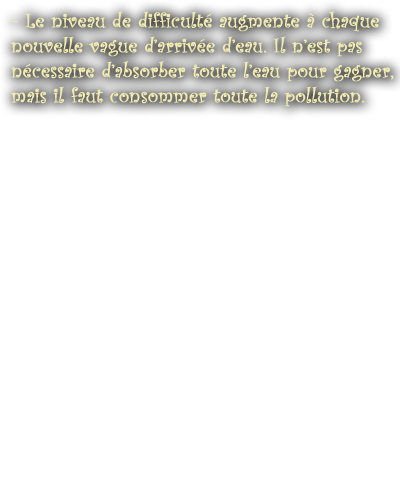 - Le niveau de difficulté augmente à chaque
nouvelle vague d'arrivée d'eau. Il n'est pas
nécessaire d'absorber toute l'eau pour gagner,
mais il faut consommer toute la pollution.